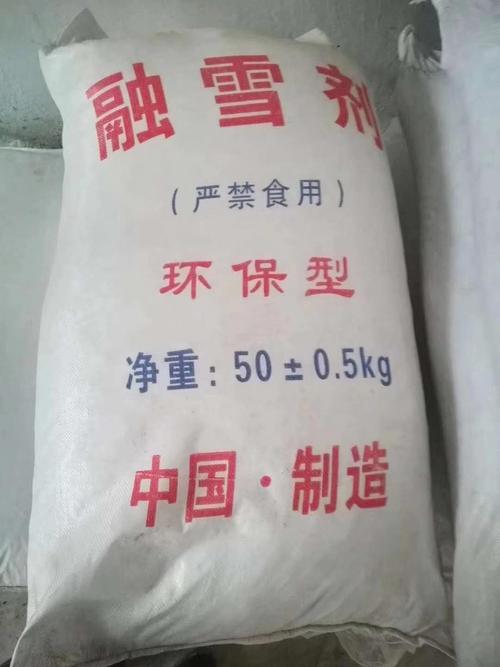 融雪剂
(严禁食用)
环保型
净重: 50±0.5kg
中国·制造